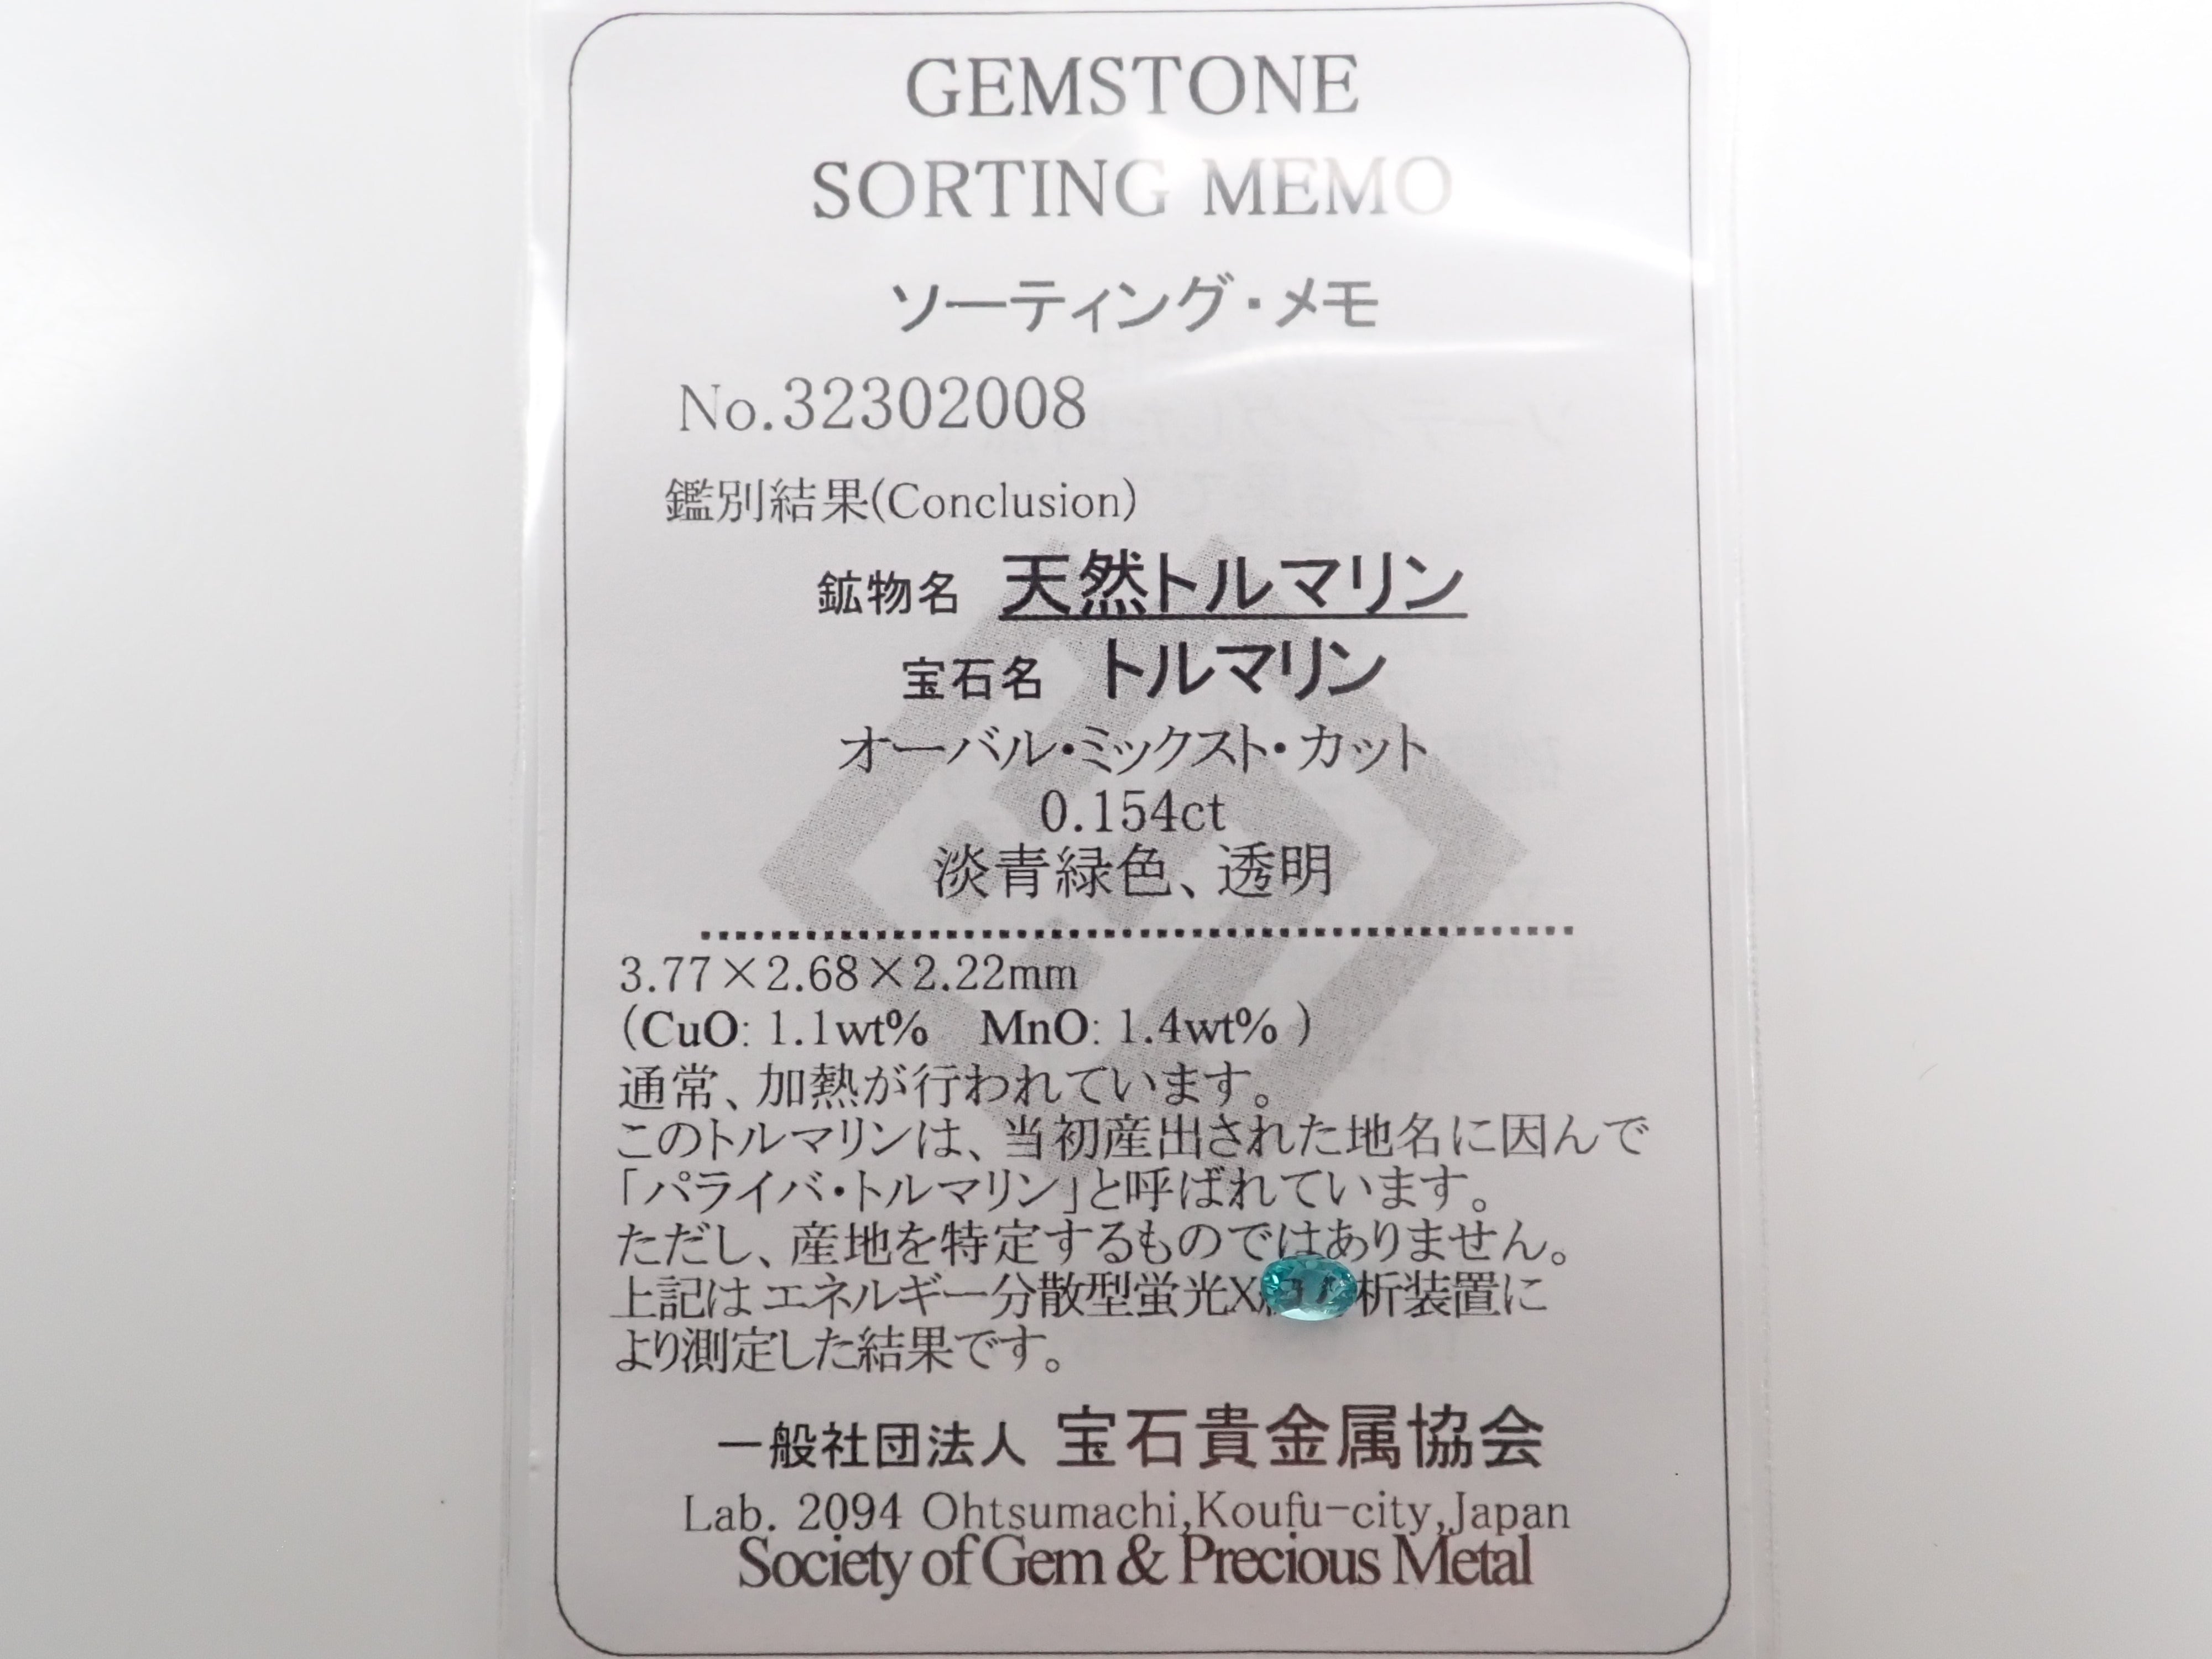 GEMSTONE
SORTING MEMO
ソーティング・メモ
No.32302008
鑑別結果(Conclusion)
鉱物名 天然トルマリン
宝石名 トルマリン
オーバル・ミックスト・カット
0.154ct
淡青緑色、透明
3.77×2.68×2.22mm
(CuO: 1.1wt% MnO: 1.4wt% )
通常、加熱が行われています。
このトルマリンは、当初産出された地名に因んで
「パライバ・トルマリン」と呼ばれています。
ただし、産地を特定するものではありません。
上記はエネルギー分散型蛍光X析装置に
より測定した結果です。
一般社団法人 宝石貴金属協会
Lab. 2094 Ohtsumachi,Koufu-city,Japan
Society of Gem & Precious Metal